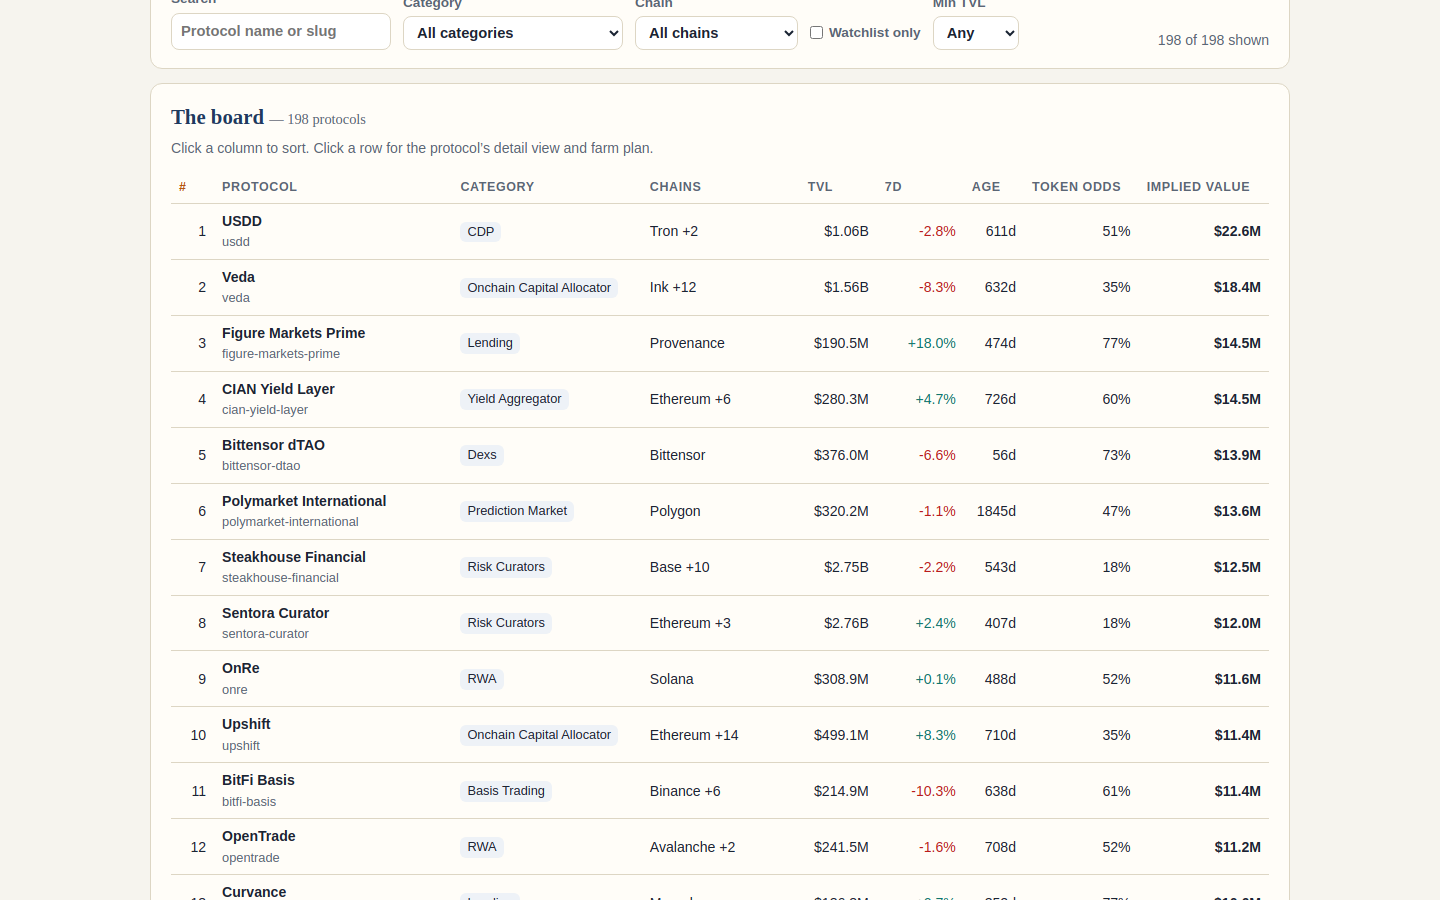 Search Category Chain Min TVL
Protocol name or slug All categories All chains Watchlist only Any 198 of 198 shown
The board — 198 protocols
Click a column to sort. Click a row for the protocol’s detail view and farm plan.
# PROTOCOL CATEGORY CHAINS TVL 7D AGE TOKEN ODDS IMPLIED VALUE
1 USDD usdd CDP Tron +2 $1.06B -2.8% 611d 51% $22.6M
2 Veda veda Onchain Capital Allocator Ink +12 $1.56B -8.3% 632d 35% $18.4M
3 Figure Markets Prime figure-markets-prime Lending Provenance $190.5M +18.0% 474d 77% $14.5M
4 CIAN Yield Layer cian-yield-layer Yield Aggregator Ethereum +6 $280.3M +4.7% 726d 60% $14.5M
5 Bittensor dTAO bittensor-dtao Dexs Bittensor $376.0M -6.6% 56d 73% $13.9M
6 Polymarket International polymarket-international Prediction Market Polygon $320.2M -1.1% 1845d 47% $13.6M
7 Steakhouse Financial steakhouse-financial Risk Curators Base +10 $2.75B -2.2% 543d 18% $12.5M
8 Sentora Curator sentora-curator Risk Curators Ethereum +3 $2.76B +2.4% 407d 18% $12.0M
9 OnRe onre RWA Solana $308.9M +0.1% 488d 52% $11.6M
10 Upshift upshift Onchain Capital Allocator Ethereum +14 $499.1M +8.3% 710d 35% $11.4M
11 BitFi Basis bitfi-basis Basis Trading Binance +6 $214.9M -10.3% 638d 61% $11.4M
12 OpenTrade opentrade RWA Avalanche +2 $241.5M -1.6% 708d 52% $11.2M
Curvance